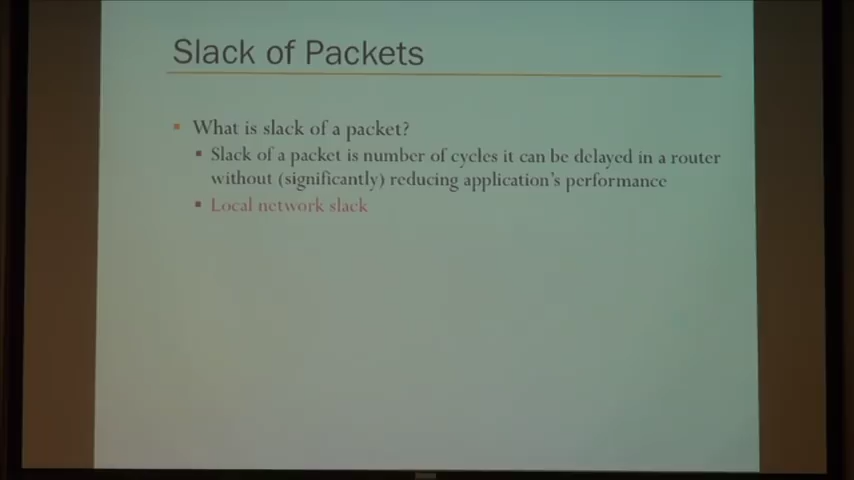 Slack of Packets
What is slack of a packet?
Slack of a packet is number of cycles it can be delayed in a router
without (significantly) reducing application's performance
Local network slack